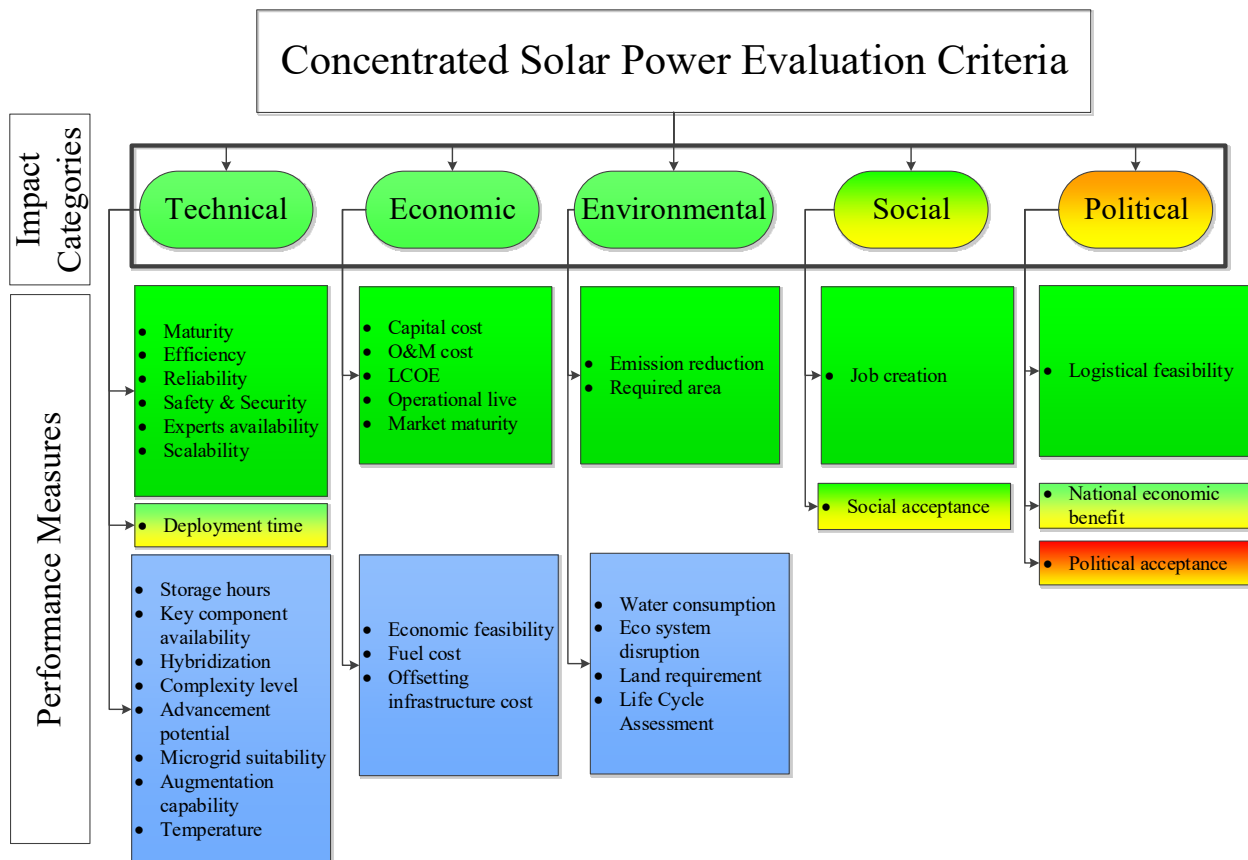 Concentrated Solar Power Evaluation Criteria
Impact
Categories
Technical
Economic
Environmental
Social
Political
Performance Measures
• Maturity
• Efficiency
• Reliability
• Safety & Security
• Experts availability
• Scalability
• Deployment time
• Storage hours
• Key component
availability
• Hybridization
• Complexity level
• Advancement
potential
• Microgrid suitability
• Augmentation
capability
• Temperature
• Capital cost
• O&M cost
• LCOE
• Operational live
• Market maturity
• Economic feasibility
• Fuel cost
• Offsetting
infrastructure cost
• Emission reduction
• Required area
• Water consumption
• Eco system
disruption
• Land requirement
• Life Cycle
Assessment
• Job creation
• Social acceptance
• Logistical feasibility
• National economic
benefit
• Political acceptance